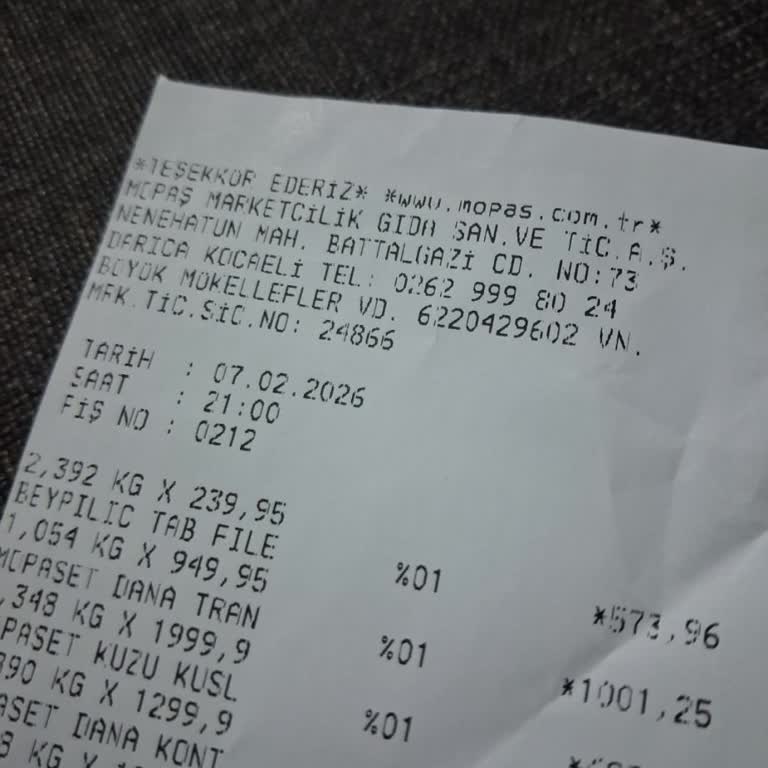 *TEŞEKKÜR EDERİZ* *www.mopas.com.tr*
MOPAŞ MARKETCİLİK GIDA SAN.VE TİC.A.Ş.
NENEHATUN MAH. BATTALGAZİ CD. NO:73
DARICA KOCAELİ TEL: 0262 999 80 24
BÜYÜK MÜKELLEFLER VD. 6220429602 VN.
MRK.TİC.SİC.NO: 24866
TARİH : 07.02.2026
SAAT : 21:00
FİŞ NO : 0212
2,392 KG X 239,95
BEYPILIC TAB FILE %01 *573,96
1,054 KG X 949,95
MOPASET DANA TRAN %01 *1001,25
,348 KG X 1999,9
PASET KUZU KUSL %01
390 KG X 1299,9
ASET DANA KONT
8 KG X